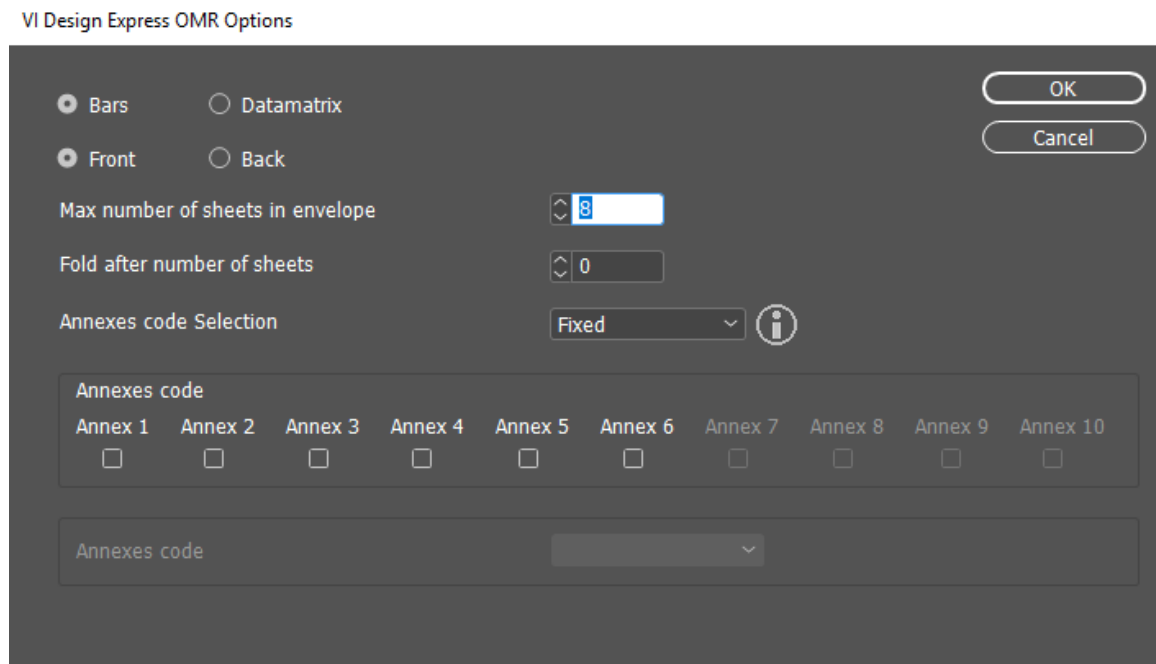 VI Design Express OMR Options
Bars Datamatrix
OK
Front Back
Cancel
Max number of sheets in envelope 8
Fold after number of sheets 0
Annexes code Selection Fixed
Annexes code
Annex 1 Annex 2 Annex 3 Annex 4 Annex 5 Annex 6 Annex 7 Annex 8 Annex 9 Annex 10
Annexes code